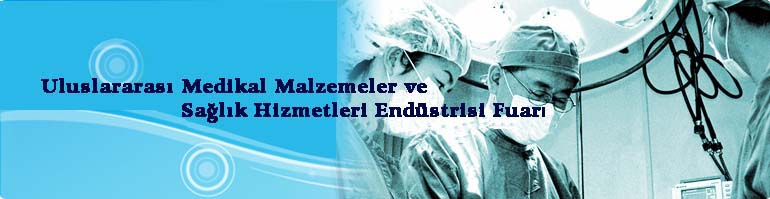 Uluslararası Medikal Malzemeler ve
Sağlık Hizmetleri Endüstrisi Fuarı